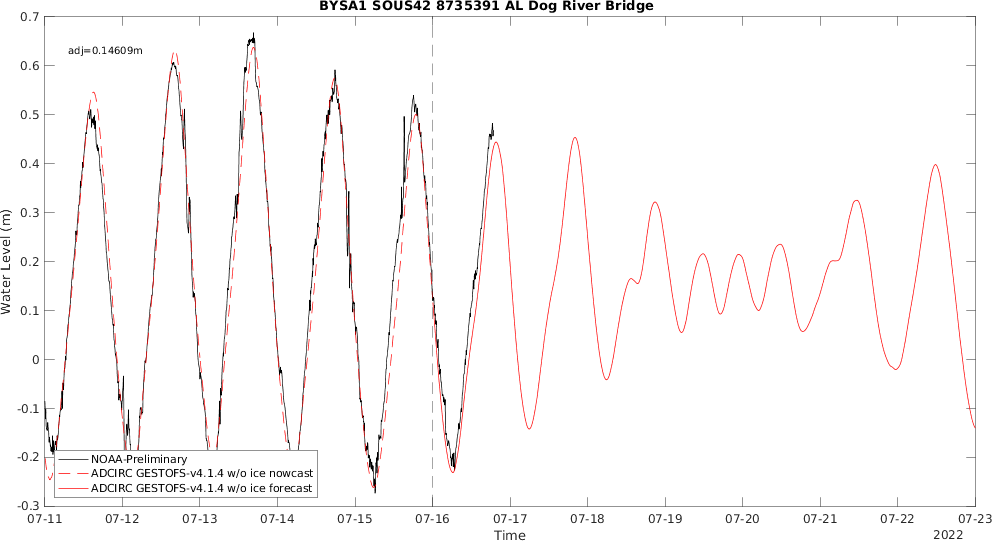 BYSA1 SOUS42 8735391 AL Dog River Bridge
adj=0.14609m
Water Level (m)
0.7
0.6
0.5
0.4
0.3
0.2
0.1
0
-0.1
-0.2
-0.3
NOAA-Preliminary
ADCIRC GESTOFS-v4.1.4 w/o ice nowcast
ADCIRC GESTOFS-v4.1.4 w/o ice forecast
07-11 07-12 07-13 07-14 07-15 07-16 07-17 07-18 07-19 07-20 07-21 07-22 07-23
Time
2022